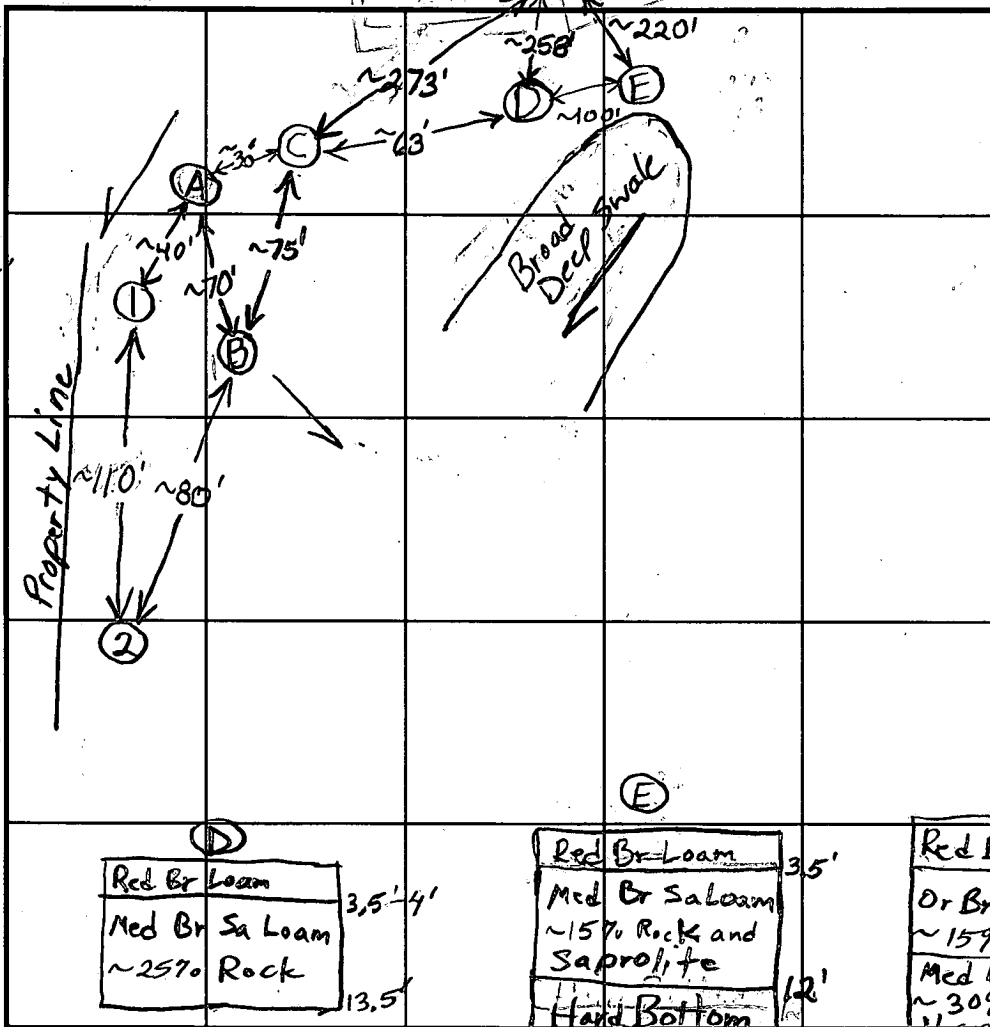 ~258'
~220'
~273'
D
E
~100'
~63'
C
~30'
A
~40'
~70'
~75'
1
B
Broad
Deep Swale
Property Line
~110'
~80'
2
E
D
Red Br Loam
3.5'-4'
Med Br Sa Loam
~25% Rock
13.5'
Red Br Loam
3.5'
Med Br Sa Loam
~15% Rock and
Saprolite
12'
Hard Bottom
Red B
Or Br
~15%
Med
~30%